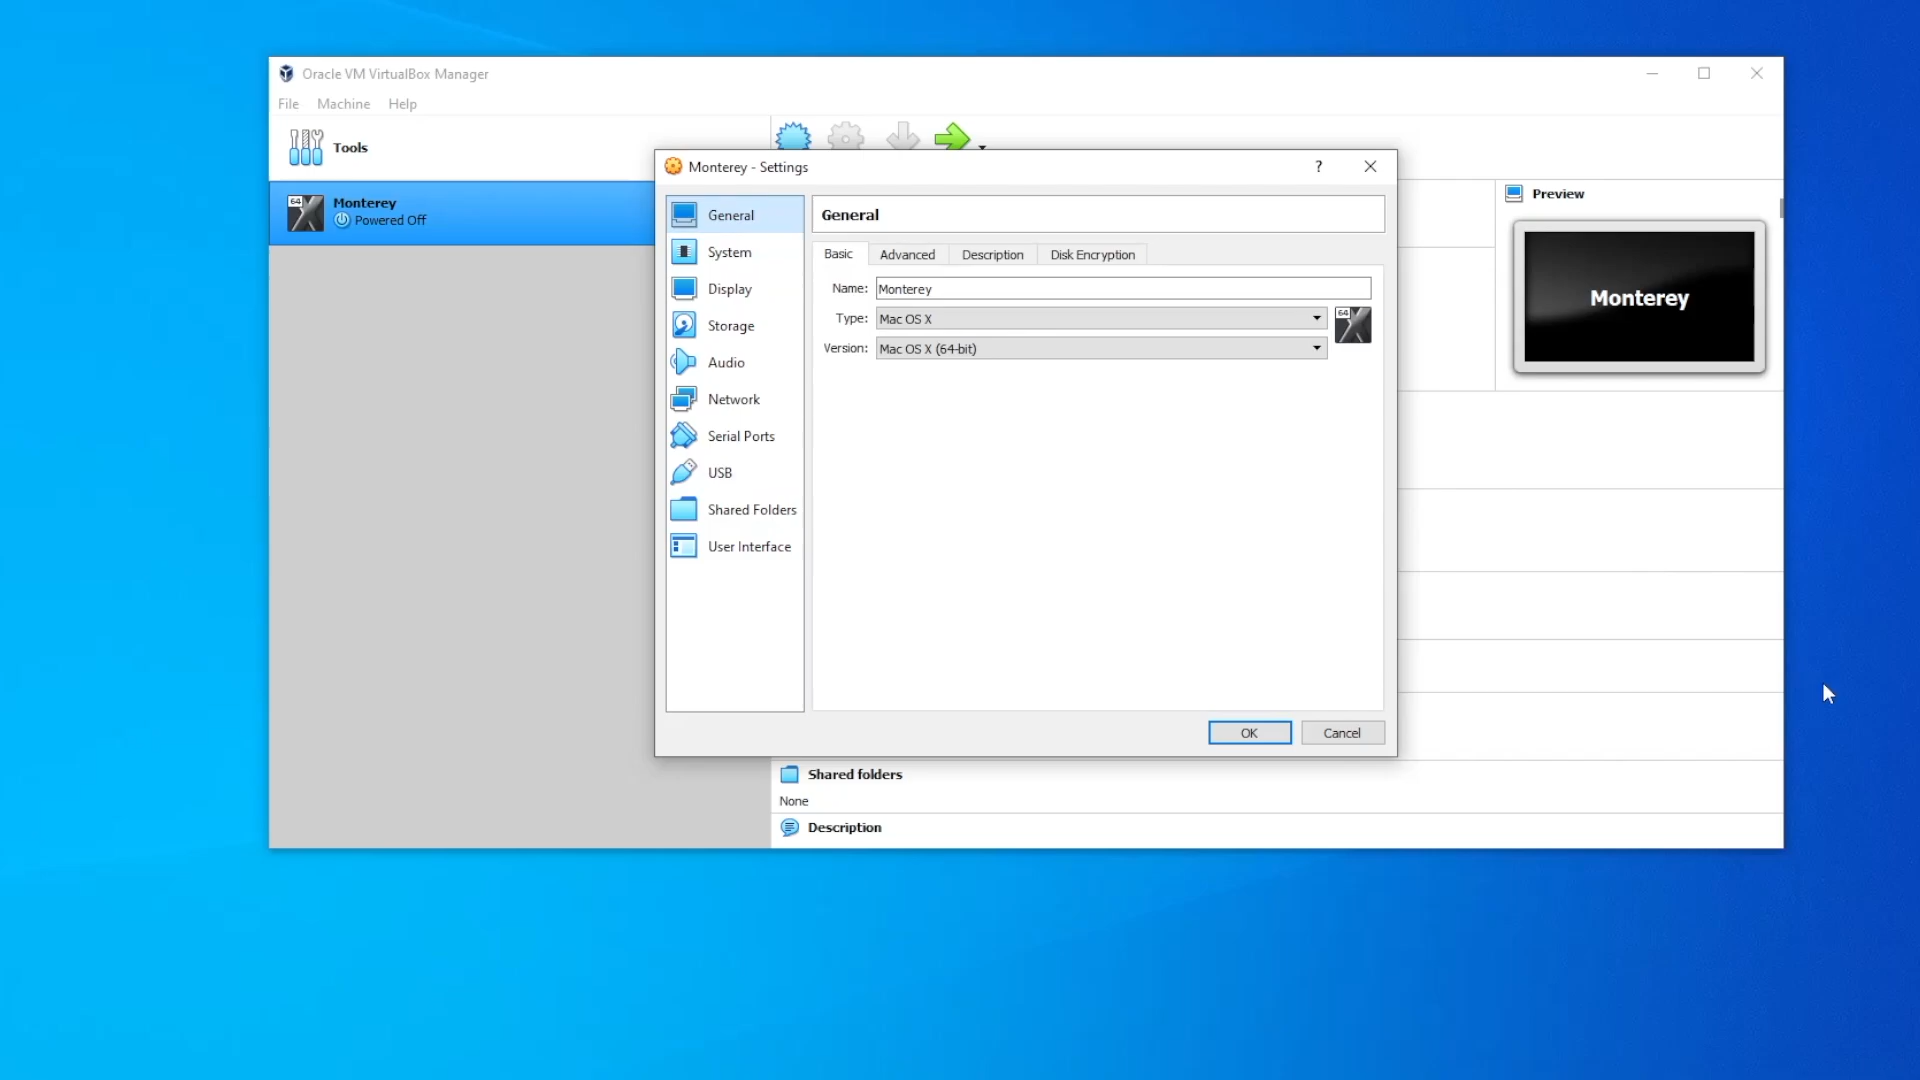 Oracle VM VirtualBox Manager
File Machine Help
Tools
64
Monterey
Powered Off
Monterey - Settings
?
General
System
Display
Storage
Audio
Network
Serial Ports
USB
Shared Folders
User Interface
General
Basic Advanced Description Disk Encryption
Name: Monterey
Type: Mac OS X
64
Version: Mac OS X (64-bit)
OK Cancel
Preview
Monterey
Shared folders
None
Description